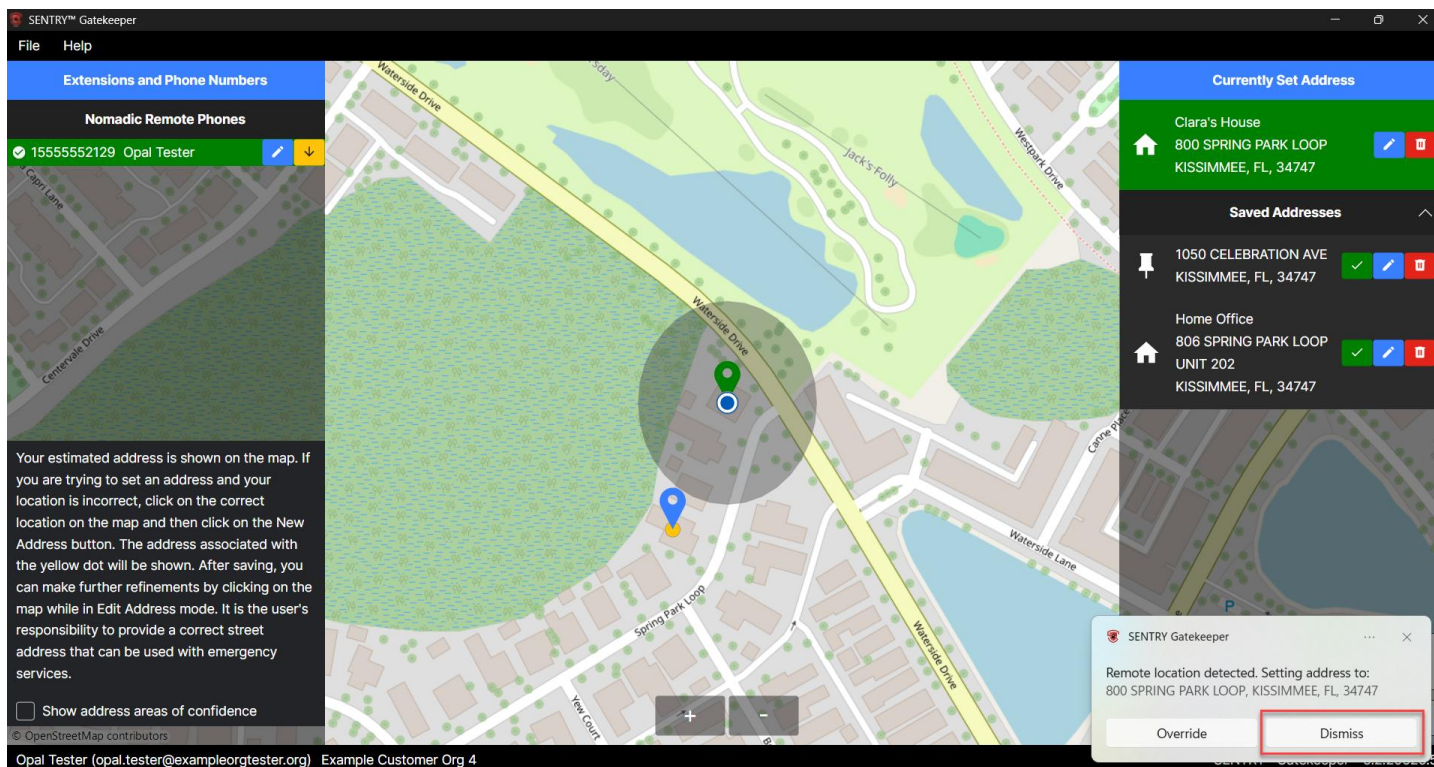 SENTRY™ Gatekeeper
File Help
Extensions and Phone Numbers
Nomadic Remote Phones
15555552129 Opal Tester
Capri Lane
Centervale Drive
Your estimated address is shown on the map. If
you are trying to set an address and your
location is incorrect, click on the correct
location on the map and then click on the New
Address button. The address associated with
the yellow dot will be shown. After saving, you
can make further refinements by clicking on the
map while in Edit Address mode. It is the user's
responsibility to provide a correct street
address that can be used with emergency
services.
Show address areas of confidence
© OpenStreetMap contributors
Waterside Drive
Jack's Folly
Westpark Drive
Waterside Drive
Canne Place
Waterside Lane
Spring Park Loop
Waterside Drive
Yew Court
+ -
Currently Set Address
Clara's House
800 SPRING PARK LOOP
KISSIMMEE, FL, 34747
Saved Addresses
1050 CELEBRATION AVE
KISSIMMEE, FL, 34747
Home Office
806 SPRING PARK LOOP
UNIT 202
KISSIMMEE, FL, 34747
P
SENTRY Gatekeeper
Remote location detected. Setting address to:
800 SPRING PARK LOOP, KISSIMMEE, FL, 34747
Override Dismiss
Opal Tester (opal.tester@exampleorgtester.org) Example Customer Org 4